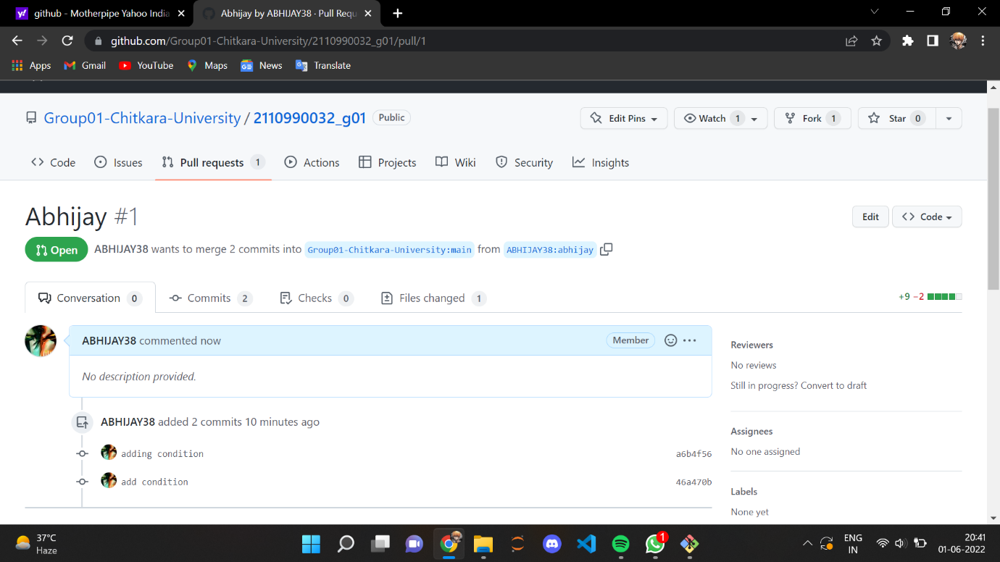 github - Motherpipe Yahoo India
Abhijay by ABHIJAY38 · Pull Requ
github.com/Group01-Chitkara-University/2110990032_g01/pull/1
Apps Gmail YouTube Maps News Translate
Group01-Chitkara-University / 2110990032_g01 Public
Edit Pins Watch 1 Fork 1 Star 0
Code Issues Pull requests 1 Actions Projects Wiki Security Insights
Abhijay #1
Edit Code
Open ABHIJAY38 wants to merge 2 commits into Group01-Chitkara-University:main from ABHIJAY38:abhijay
Conversation 0 Commits 2 Checks 0 Files changed 1
+9 −2
ABHIJAY38 commented now Member
No description provided.
ABHIJAY38 added 2 commits 10 minutes ago
adding condition a6b4f56
add condition 46a470b
Reviewers
No reviews
Still in progress? Convert to draft
Assignees
No one assigned
Labels
None yet
37°C
Haze
1
ENG
IN
20:41
01-06-2022